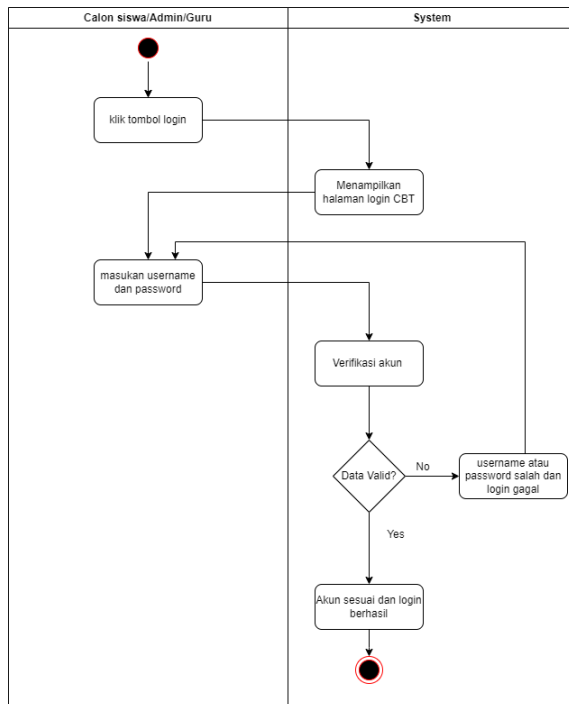 Calon siswa/Admin/Guru
System
klik tombol login
Menampilkan
halaman login CBT
masukan username
dan password
Verifikasi akun
Data Valid?
No
username atau
password salah dan
login gagal
Yes
Akun sesuai dan login
berhasil